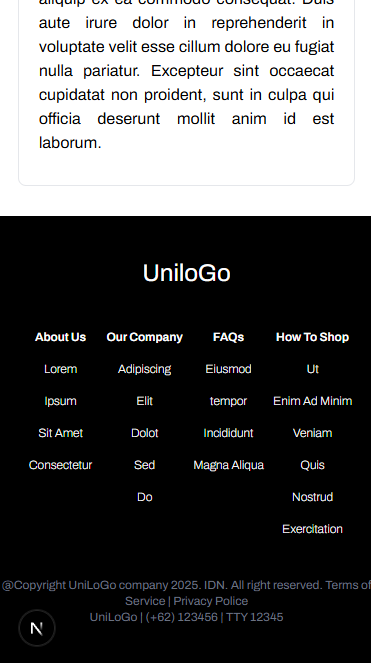 aliquip ex ea commodo consequat. Duis
aute irure dolor in reprehenderit in
voluptate velit esse cillum dolore eu fugiat
nulla pariatur. Excepteur sint occaecat
cupidatat non proident, sunt in culpa qui
officia deserunt mollit anim id est
laborum.
UniloGo
About Us Our Company FAQs How To Shop
Lorem Adipiscing Eiusmod Ut
Ipsum Elit tempor Enim Ad Minim
Sit Amet Dolot Incididunt Veniam
Consectetur Sed Magna Aliqua Quis
Do Nostrud
Exercitation
@Copyright UniLoGo company 2025. IDN. All right reserved. Terms of
Service | Privacy Policy
UniLoGo | (+62) 123456 | TTY 12345
N